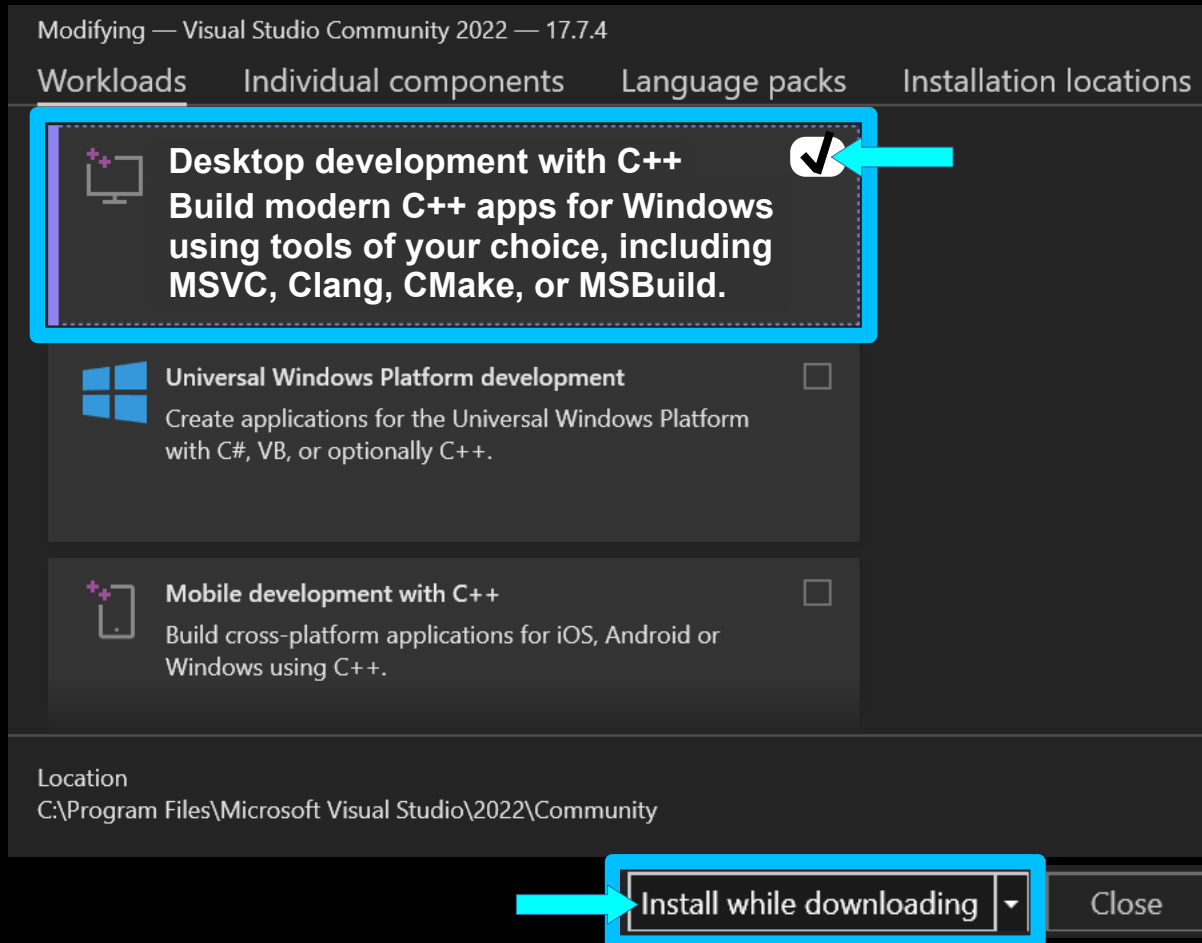 Modifying — Visual Studio Community 2022 — 17.7.4
Workloads Individual components Language packs Installation locations
Desktop development with C++
Build modern C++ apps for Windows
using tools of your choice, including
MSVC, Clang, CMake, or MSBuild.
Universal Windows Platform development
Create applications for the Universal Windows Platform
with C#, VB, or optionally C++.
Mobile development with C++
Build cross-platform applications for iOS, Android or
Windows using C++.
Location
C:\Program Files\Microsoft Visual Studio\2022\Community
Install while downloading Close